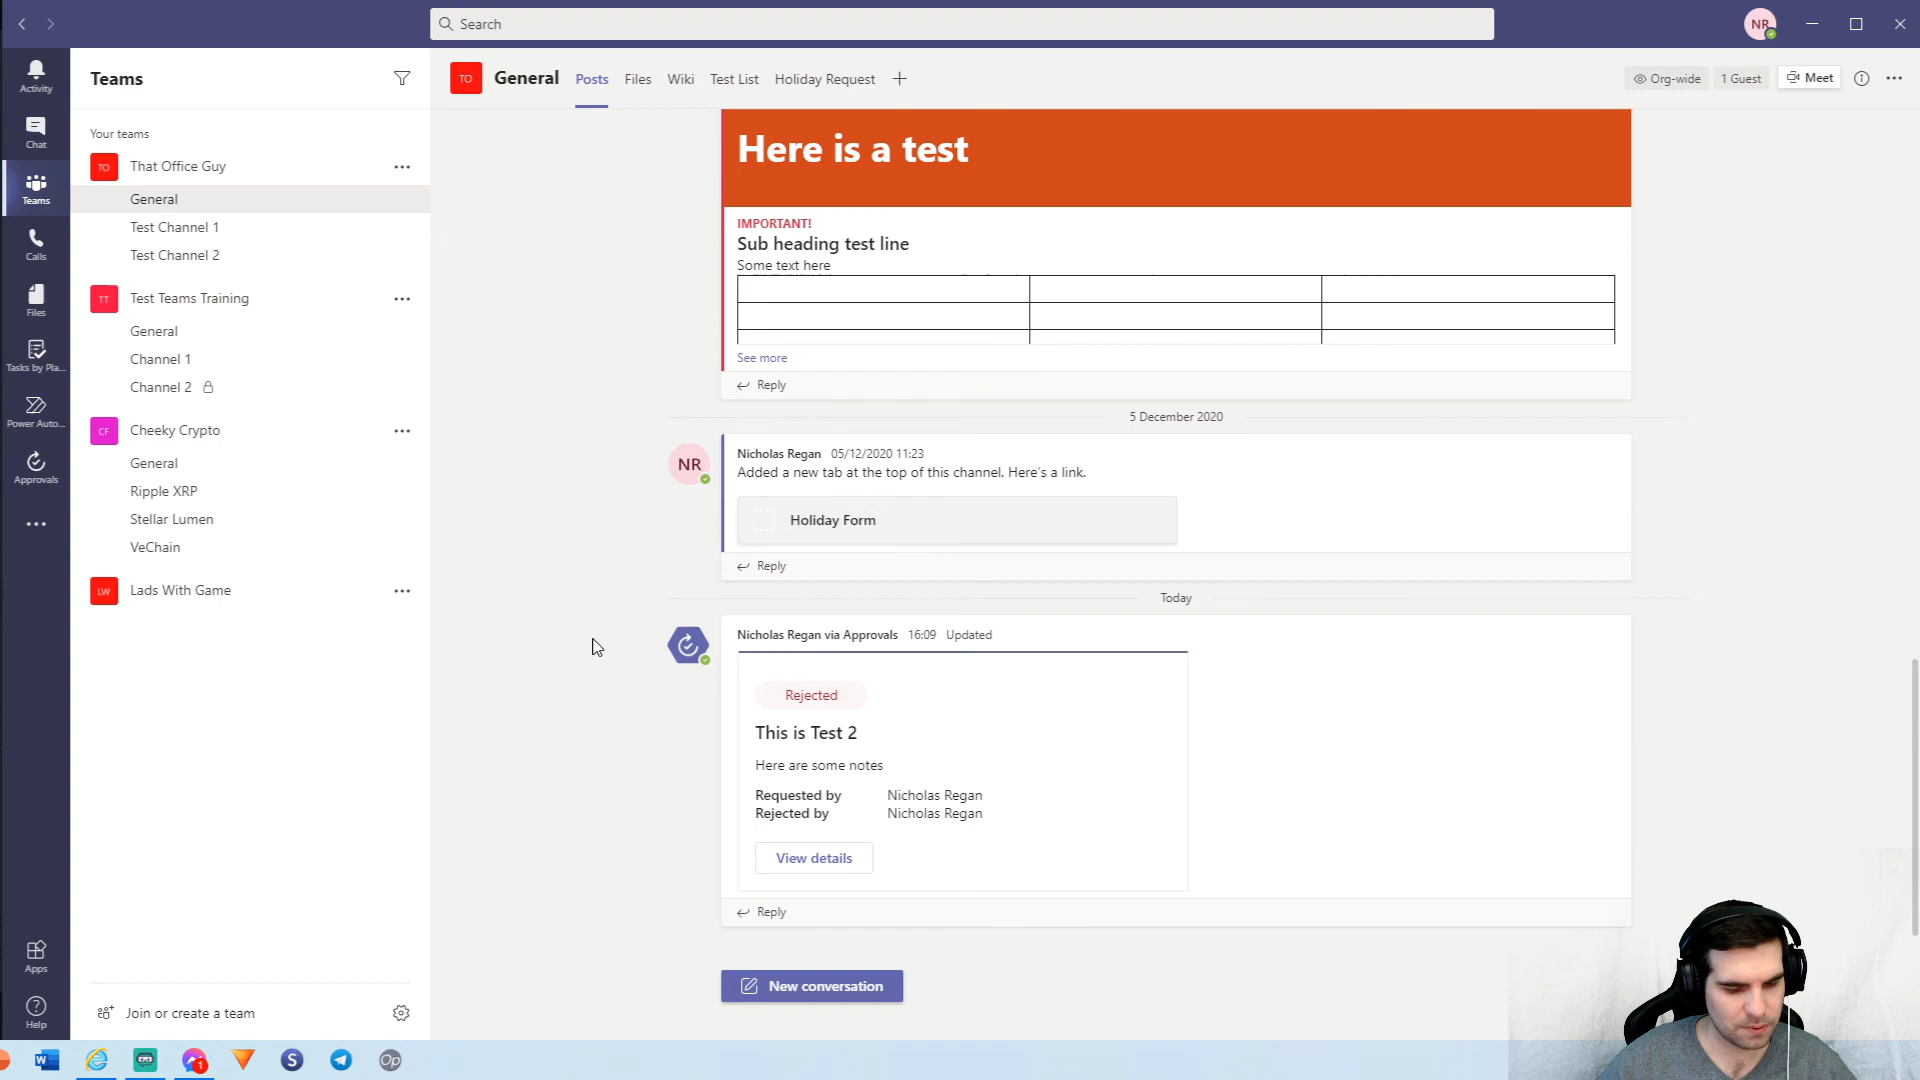 Search
NR
Activity
Chat
Teams
Calls
Files
Tasks by Pla...
Power Auto...
Approvals
Apps
Help
Teams
Your teams
TO That Office Guy
General
Test Channel 1
Test Channel 2
TT Test Teams Training
General
Channel 1
Channel 2
CF Cheeky Crypto
General
Ripple XRP
Stellar Lumen
VeChain
LW Lads With Game
Join or create a team
TO General Posts Files Wiki Test List Holiday Request
Org-wide 1 Guest Meet
Here is a test
IMPORTANT!
Sub heading test line
Some text here
See more
Reply
5 December 2020
NR
Nicholas Regan 05/12/2020 11:23
Added a new tab at the top of this channel. Here's a link.
Holiday Form
Reply
Today
Nicholas Regan via Approvals 16:09 Updated
Rejected
This is Test 2
Here are some notes
Requested by Nicholas Regan
Rejected by Nicholas Regan
View details
Reply
New conversation
W
1
S
Op